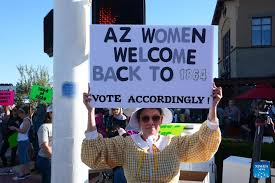 AZ WOMEN
WELCOME
BACK TO 1864
VOTE ACCORDINGLY!